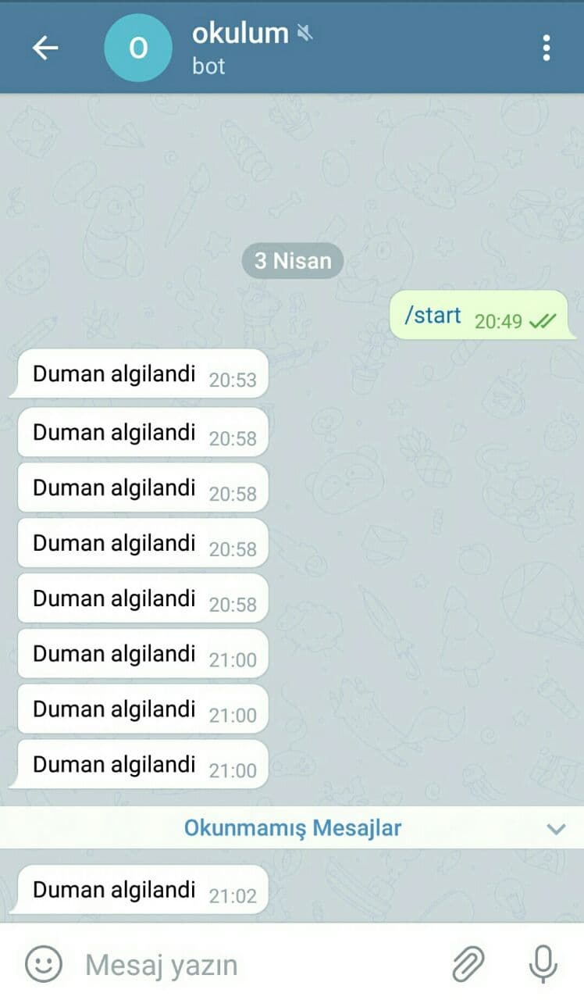 O
okulum
bot
3 Nisan
/start 20:49
Duman algilandi 20:53
Duman algilandi 20:58
Duman algilandi 20:58
Duman algilandi 20:58
Duman algilandi 20:58
Duman algilandi 21:00
Duman algilandi 21:00
Duman algilandi 21:00
Okunmamış Mesajlar
Duman algilandi 21:02
Mesaj yazın